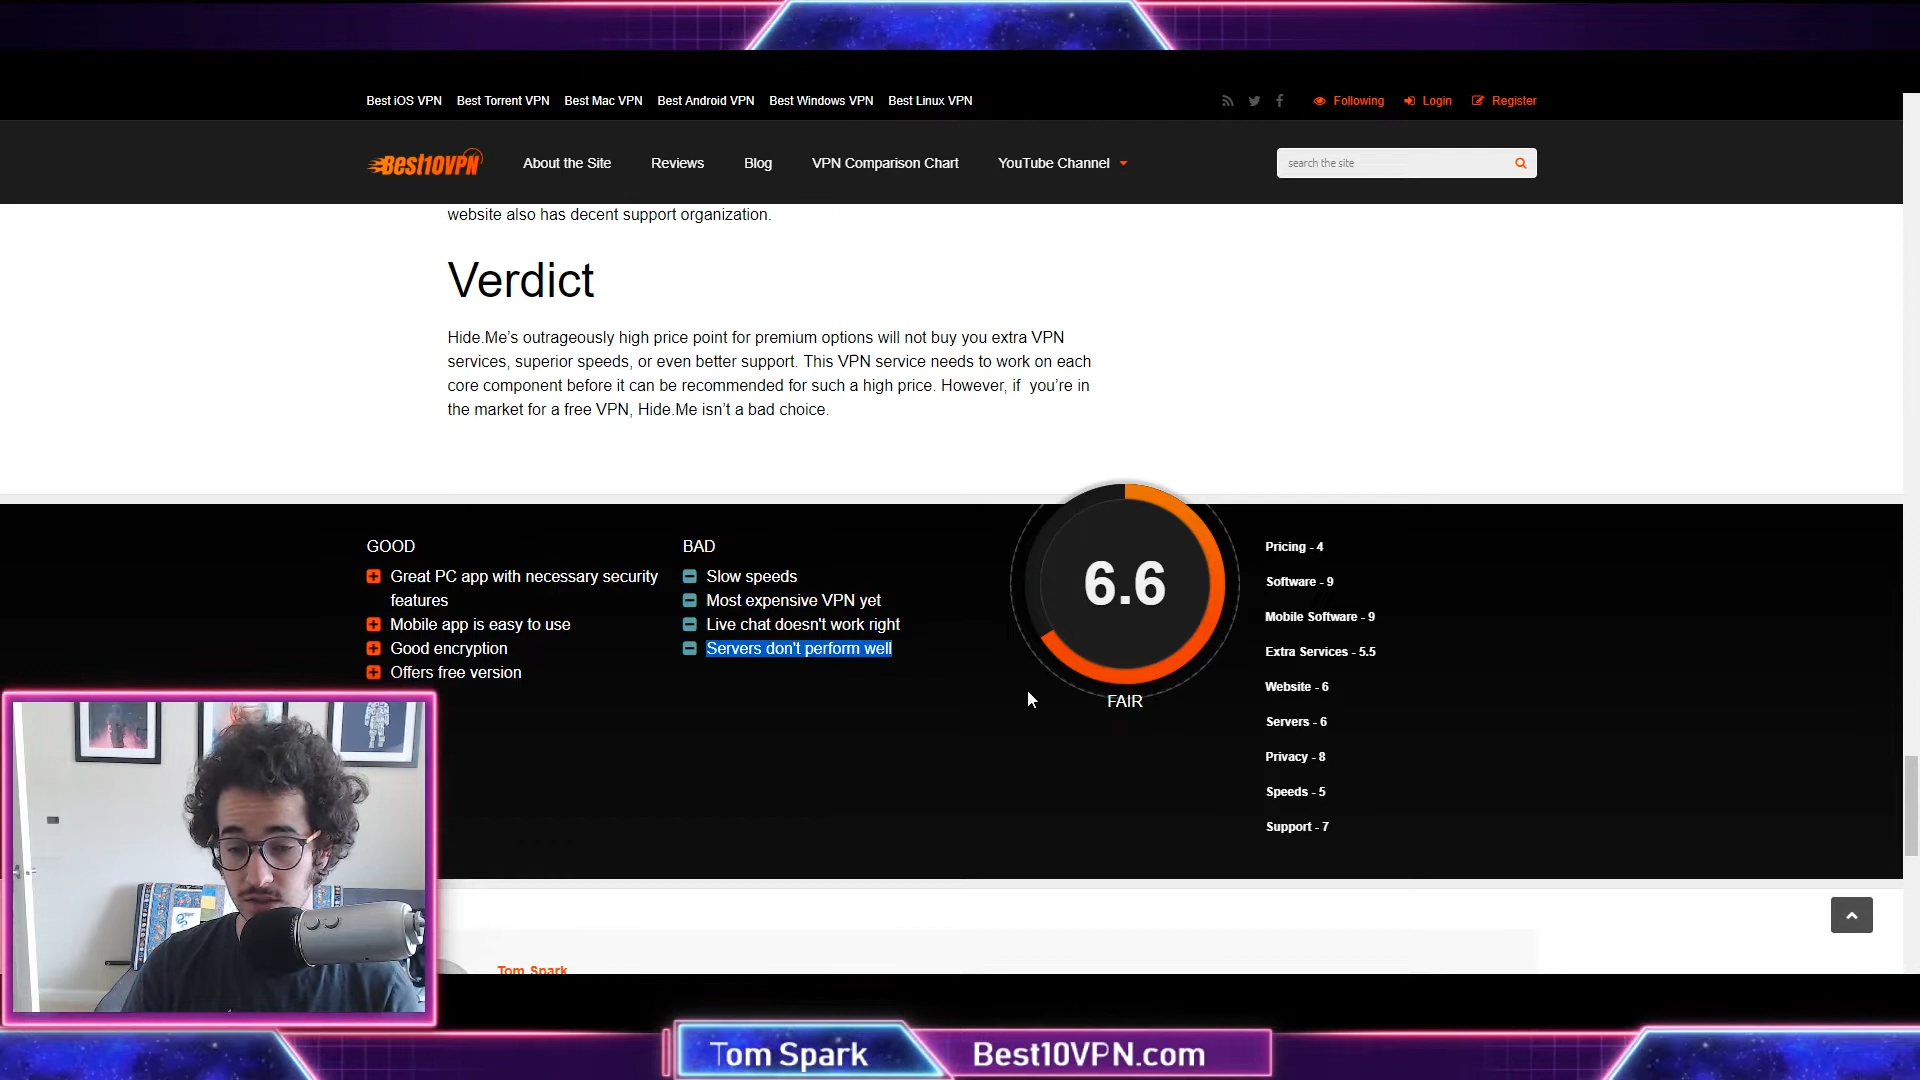 Best iOS VPN Best Torrent VPN Best Mac VPN Best Android VPN Best Windows VPN Best Linux VPN
Following Login Register
Best10VPN About the Site Reviews Blog VPN Comparison Chart YouTube Channel search the site
website also has decent support organization.
Verdict
Hide.Me’s outrageously high price point for premium options will not buy you extra VPN
services, superior speeds, or even better support. This VPN service needs to work on each
core component before it can be recommended for such a high price. However, if you’re in
the market for a free VPN, Hide.Me isn’t a bad choice.
GOOD
Great PC app with necessary security
features
Mobile app is easy to use
Good encryption
Offers free version
BAD
Slow speeds
Most expensive VPN yet
Live chat doesn't work right
Servers don't perform well
6.6
FAIR
Pricing - 4
Software - 9
Mobile Software - 9
Extra Services - 5.5
Website - 6
Servers - 6
Privacy - 8
Speeds - 5
Support - 7
Tom Spark
Tom Spark Best10VPN.com